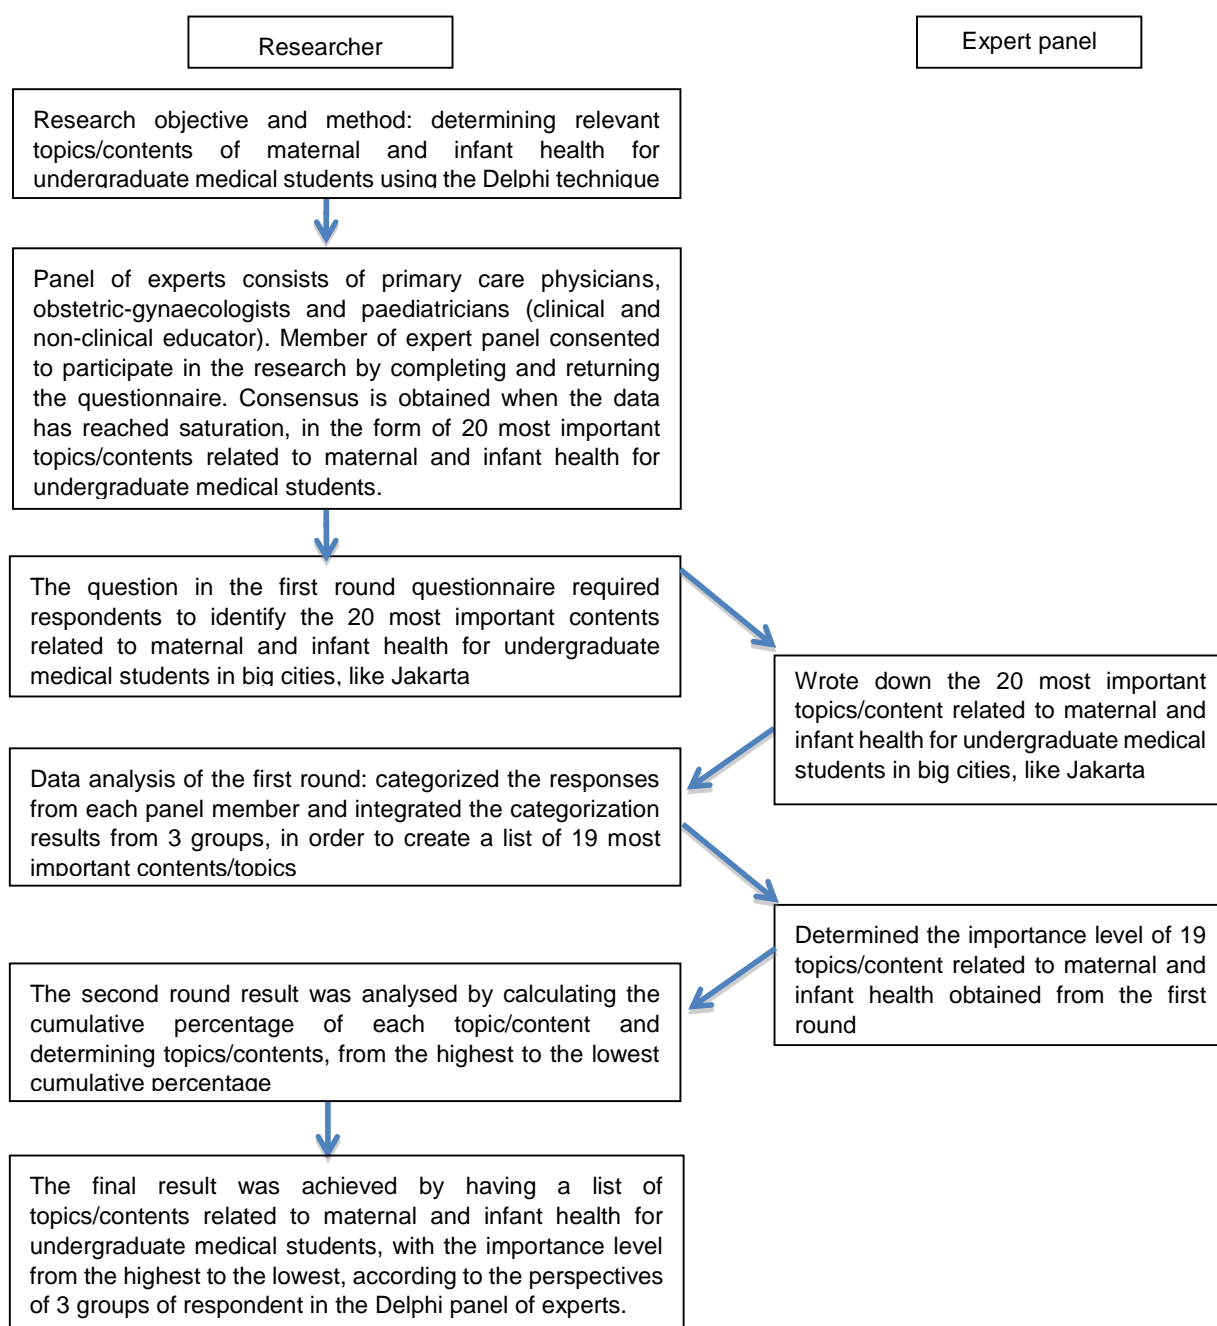 Researcher
Expert panel
Research objective and method: determining relevant
topics/contents of maternal and infant health for
undergraduate medical students using the Delphi technique
Panel of experts consists of primary care physicians,
obstetric-gynaecologists and paediatricians (clinical and
non-clinical educator). Member of expert panel consented
to participate in the research by completing and returning
the questionnaire. Consensus is obtained when the data
has reached saturation, in the form of 20 most important
topics/contents related to maternal and infant health for
undergraduate medical students.
The question in the first round questionnaire required
respondents to identify the 20 most important contents
related to maternal and infant health for undergraduate
medical students in big cities, like Jakarta
Wrote down the 20 most important
topics/content related to maternal and
infant health for undergraduate medical
students in big cities, like Jakarta
Data analysis of the first round: categorized the responses
from each panel member and integrated the categorization
results from 3 groups, in order to create a list of 19 most
important contents/topics
Determined the importance level of 19
topics/content related to maternal and
infant health obtained from the first
round
The second round result was analysed by calculating the
cumulative percentage of each topic/content and
determining topics/contents, from the highest to the lowest
cumulative percentage
The final result was achieved by having a list of
topics/contents related to maternal and infant health for
undergraduate medical students, with the importance level
from the highest to the lowest, according to the perspectives
of 3 groups of respondent in the Delphi panel of experts.